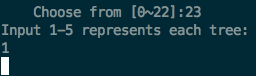 Choose from [0~22]:23
Input 1-5 represents each tree:
1